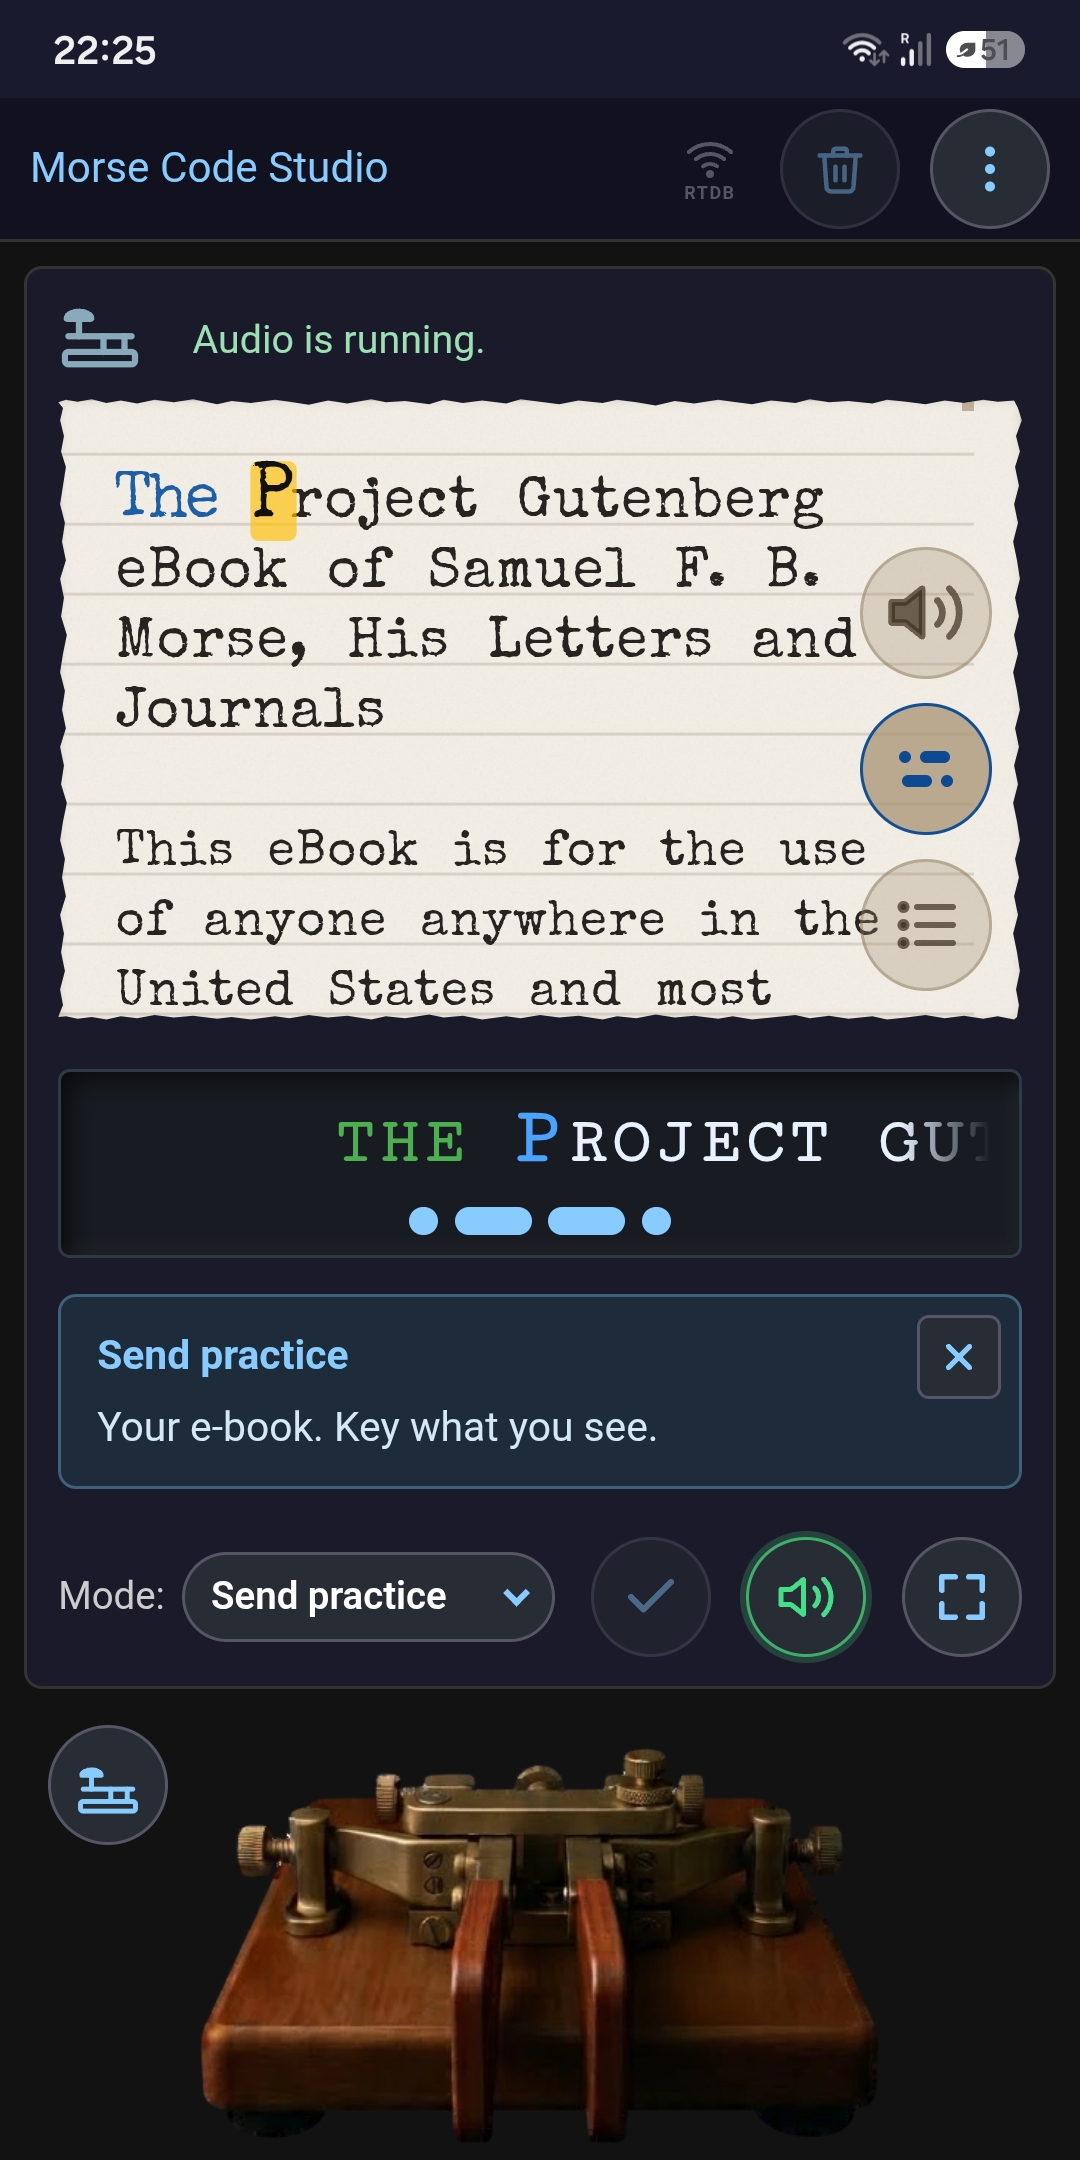 22:25
R
51
Morse Code Studio
RTDB
Audio is running.
The Project Gutenberg
eBook of Samuel F. B.
Morse, His Letters and
Journals
This eBook is for the use
of anyone anywhere in the
United States and most
THE PROJECT GUT
Send practice
Your e-book. Key what you see.
Mode: Send practice